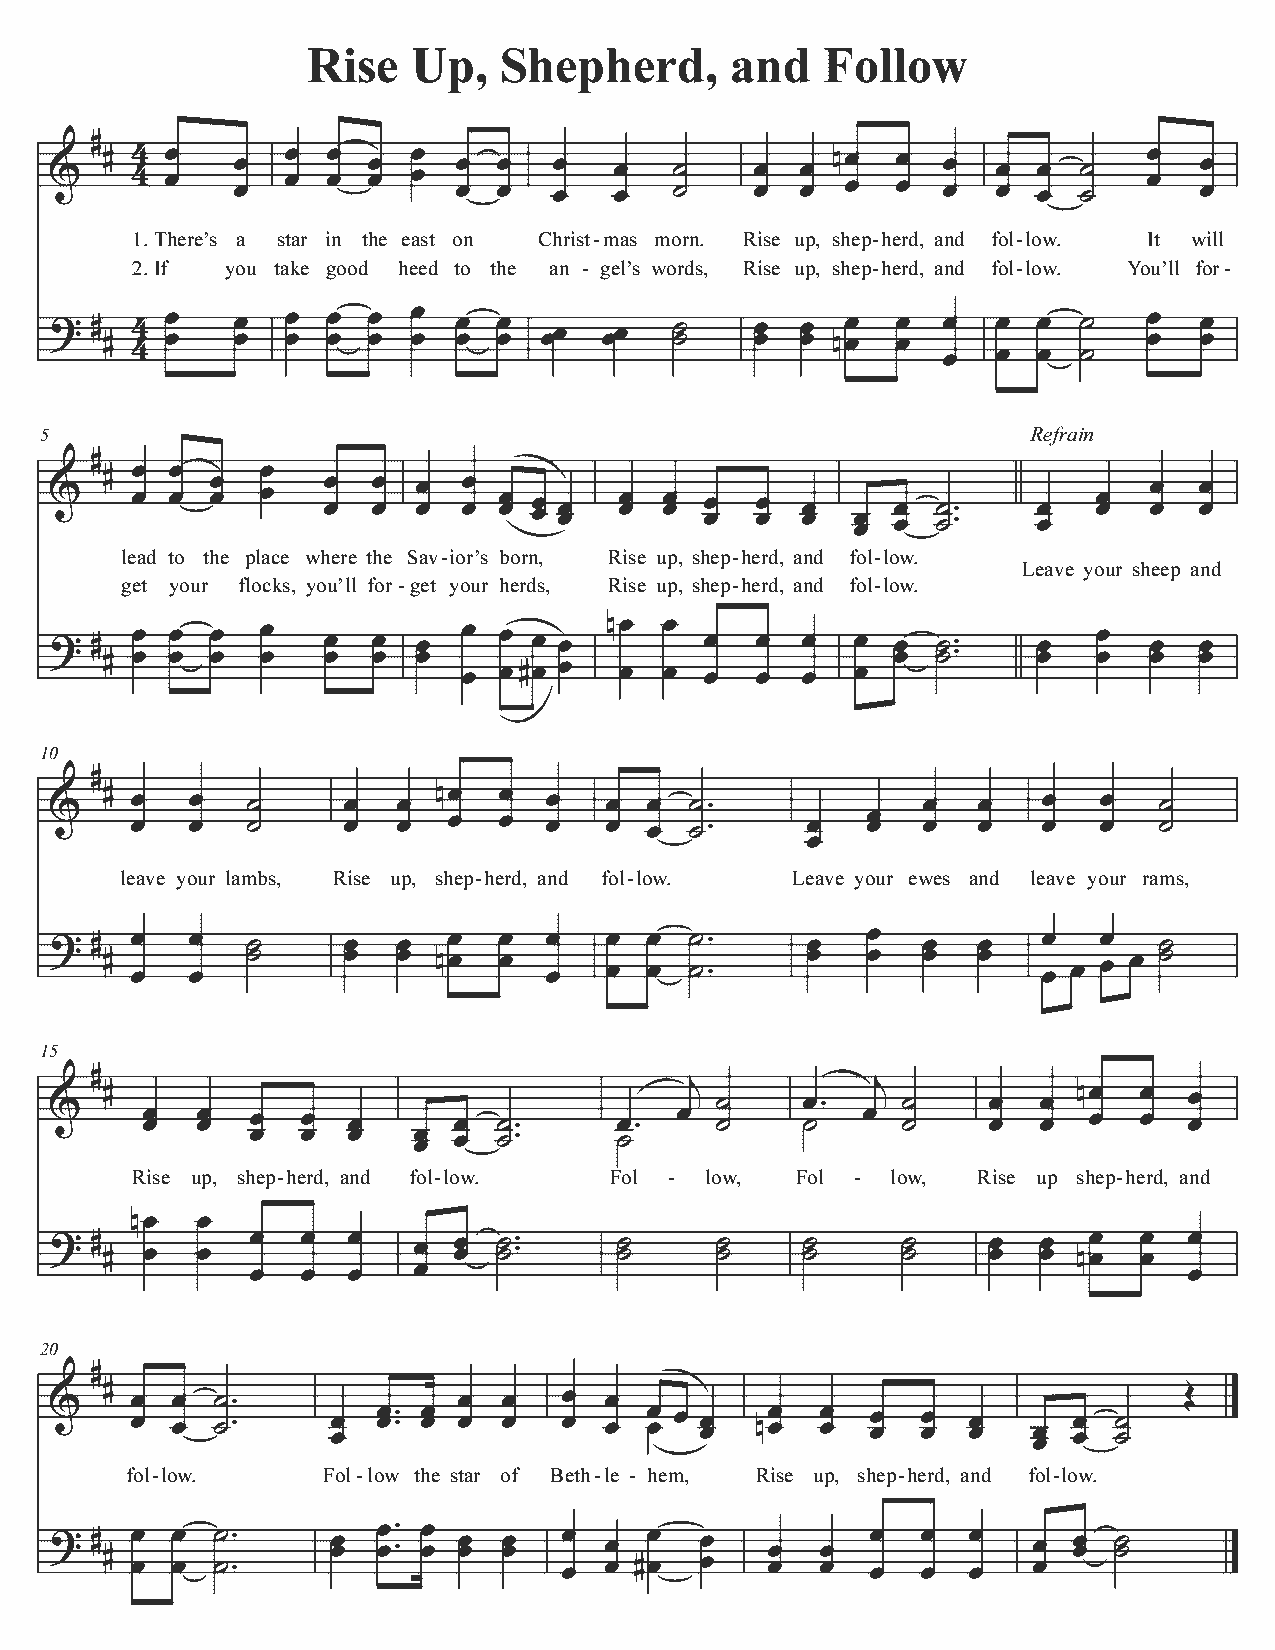 Rise Up, Shepherd, and Follow
1. There’s a star in the east on Christ-mas morn. Rise up, shep-herd, and fol-low. It will
2. If you take good heed to the an - gel’s words, Rise up, shep-herd, and fol-low. You’ll for-
5
Refrain
lead to the place where the Sav-ior’s born, Rise up, shep-herd, and fol-low.
Leave your sheep and
get your flocks, you’ll for-get your herds, Rise up, shep-herd, and fol-low.
10
leave your lambs, Rise up, shep-herd, and fol-low. Leave your ewes and leave your rams,
15
Rise up, shep-herd, and fol-low. Fol - low, Fol - low, Rise up shep-herd, and
20
fol-low. Fol-low the star of Beth-le - hem, Rise up, shep-herd, and fol-low.